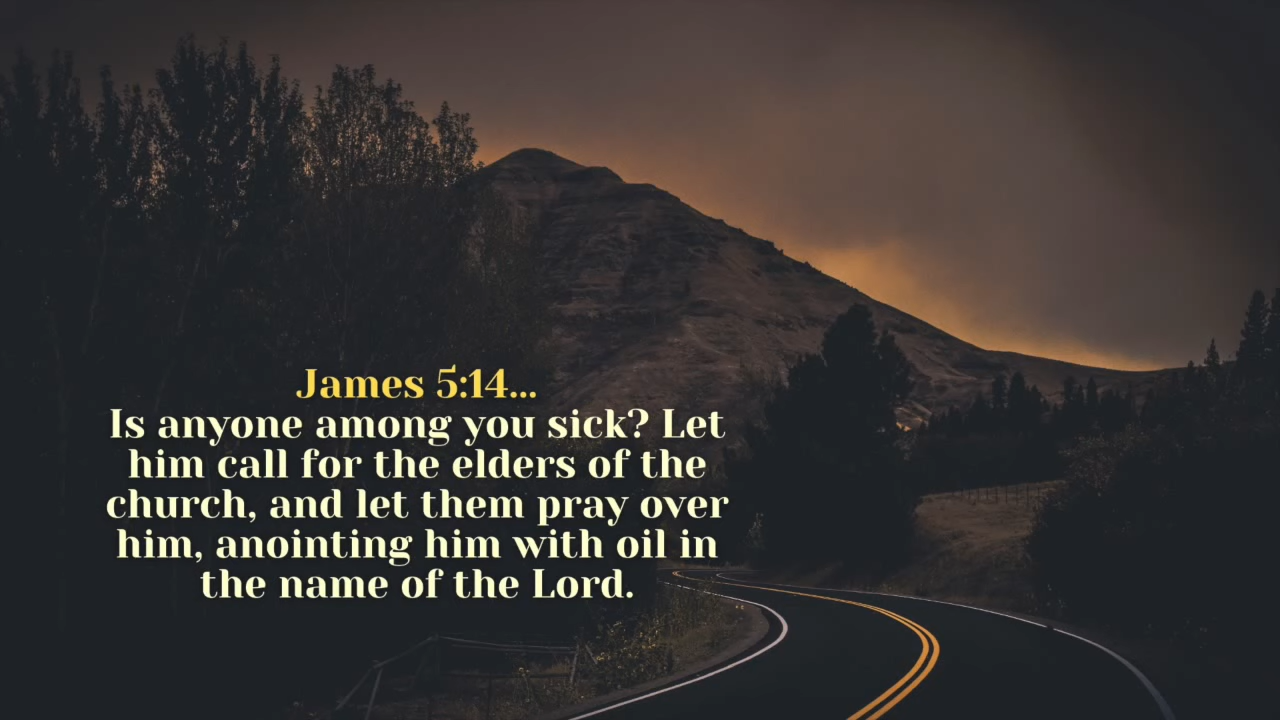 James 5:14...
Is anyone among you sick? Let
him call for the elders of the
church, and let them pray over
him, anointing him with oil in
the name of the Lord.